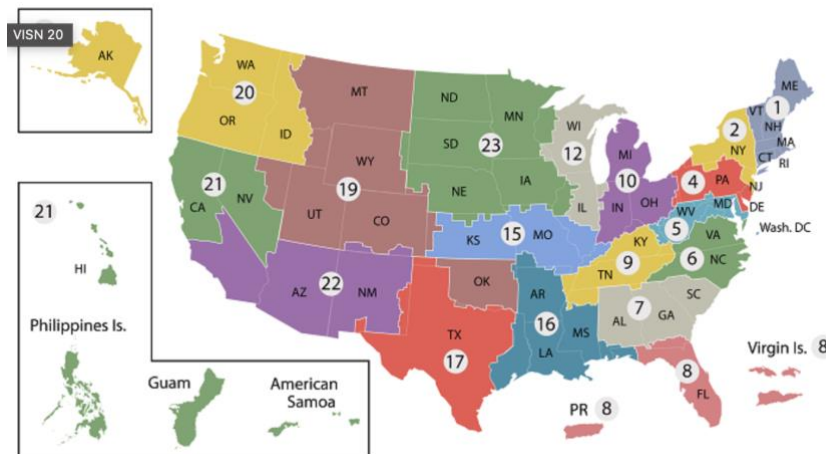 VISN 20
AK
WA
20
OR
ID
MT
WY
19
UT
CO
ND
MN
SD
23
NE
IA
WI
12
IL
MI
10
IN
OH
ME
VT
1
NH
MA
CT
RI
2
NY
4
PA
NJ
MD
DE
WV
5
Wash. DC
VA
6
NC
KY
9
TN
KS
15
MO
21
CA
NV
AZ
22
NM
OK
TX
17
AR
16
MS
LA
7
AL
GA
SC
8
FL
21
HI
Philippines Is.
Guam
American
Samoa
PR 8
Virgin Is. 8